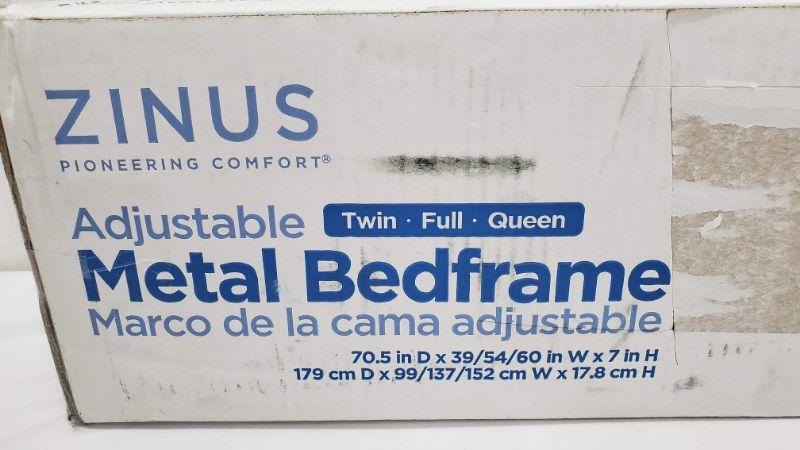 ZINUS
PIONEERING COMFORT®
Adjustable Twin · Full · Queen
Metal Bedframe
Marco de la cama adjustable
70.5 in D x 39/54/60 in W x 7 in H
179 cm D x 99/137/152 cm W x 17.8 cm H